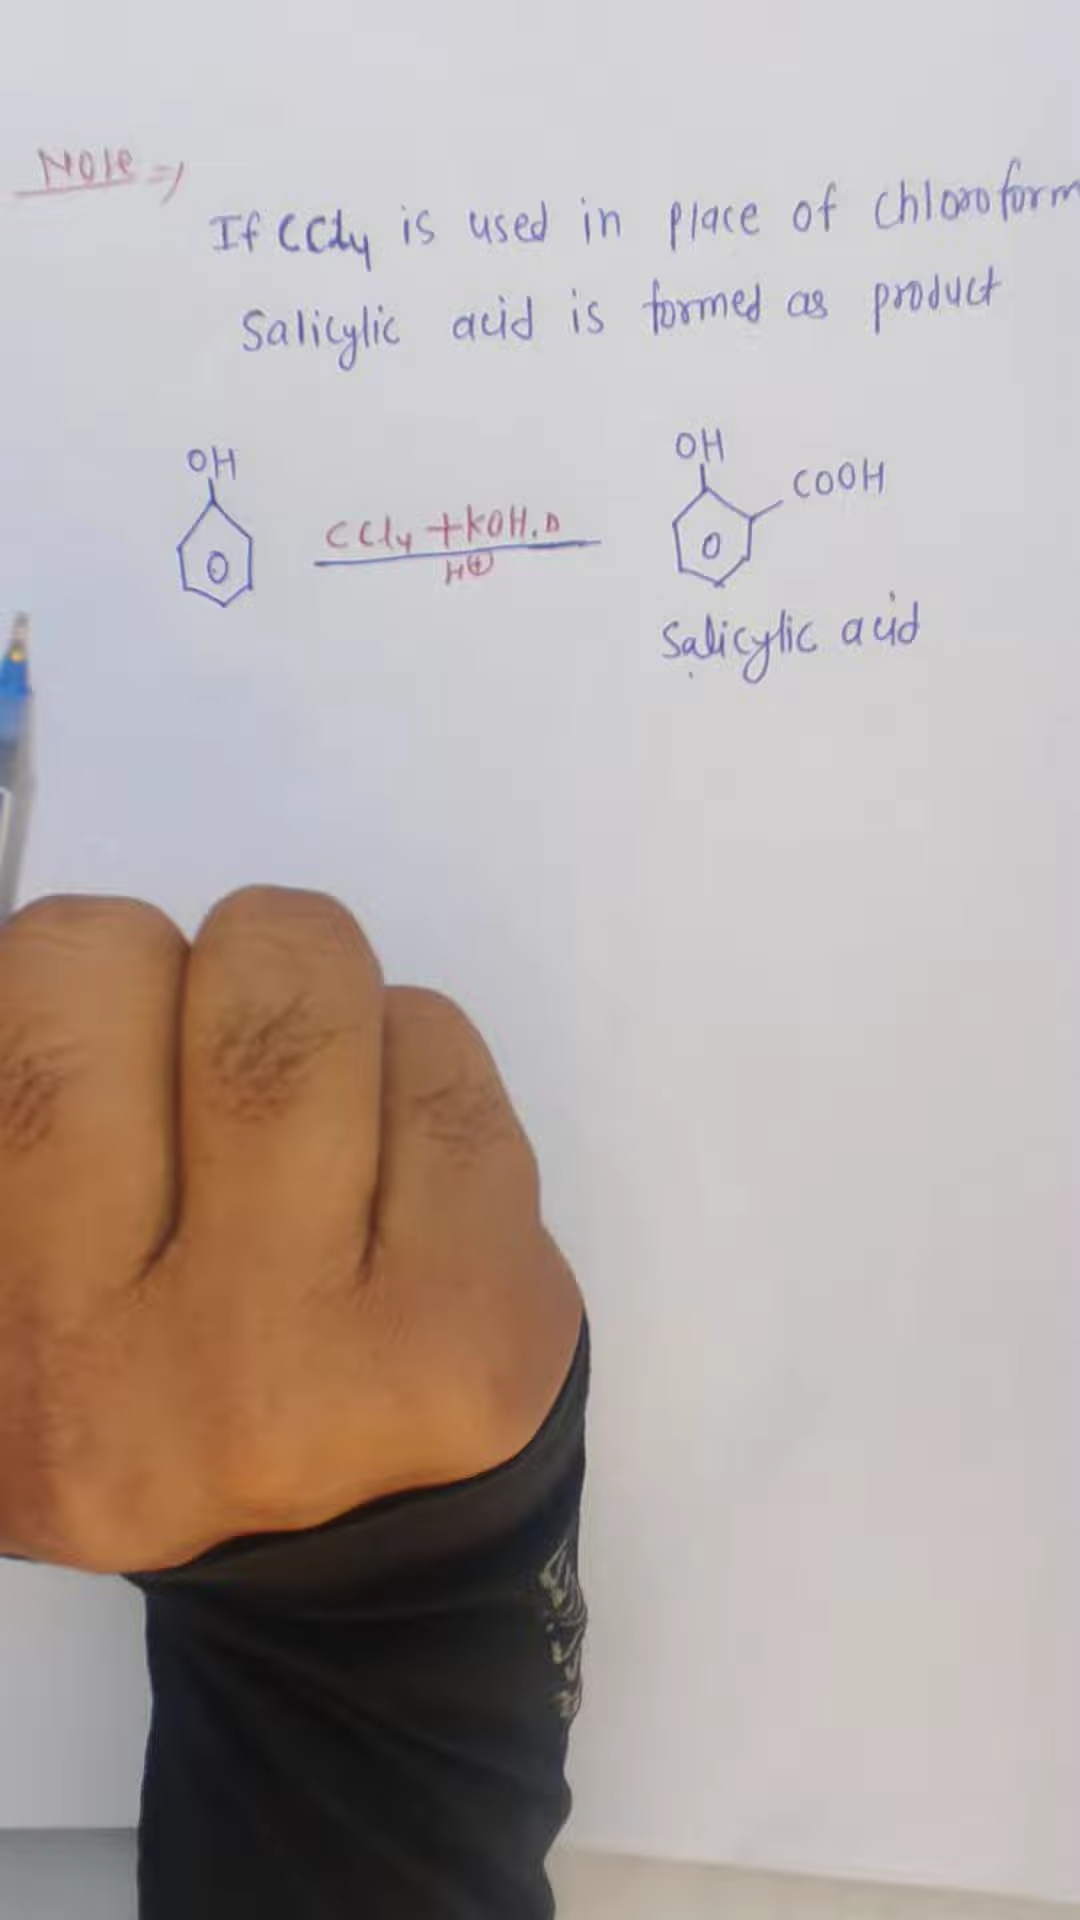 Note =>
If CCl4 is used in place of chloroform
Salicylic acid is formed as product
OH
OH
COOH
CCl4 + KOH, Δ
H⊕
Salicylic acid